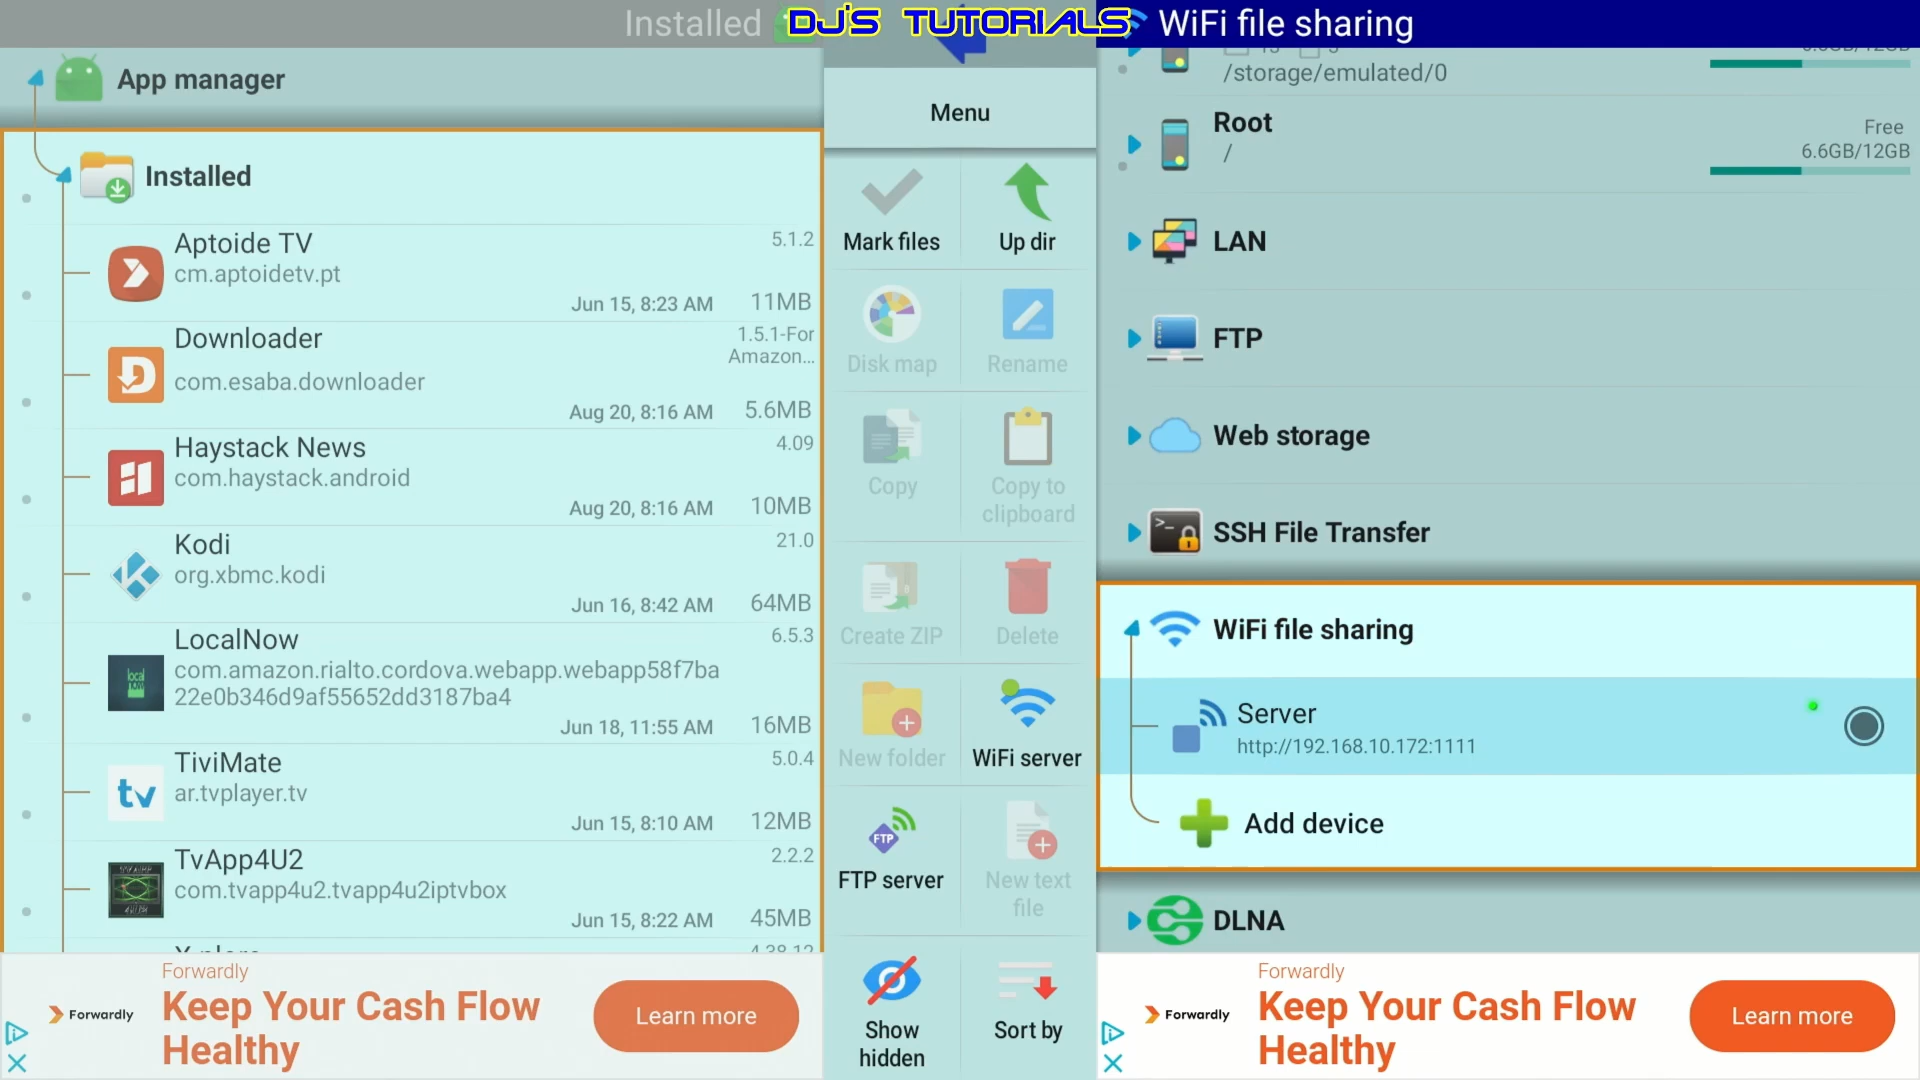 Installed
DJ'S TUTORIALS
WiFi file sharing
App manager
Installed
Aptoide TV
5.1.2
cm.aptoidetv.pt
Jun 15, 8:23 AM
11MB
Downloader
1.5.1-For
Amazon...
com.esaba.downloader
Aug 20, 8:16 AM
5.6MB
Haystack News
4.09
com.haystack.android
Aug 20, 8:16 AM
10MB
Kodi
21.0
org.xbmc.kodi
Jun 16, 8:42 AM
64MB
LocalNow
6.5.3
com.amazon.rialto.cordova.webapp.webapp58f7ba
22e0b346d9af55652dd3187ba4
local
now
Jun 18, 11:55 AM
16MB
TiviMate
5.0.4
ar.tvplayer.tv
tv
Jun 15, 8:10 AM
12MB
TvApp4U2
2.2.2
com.tvapp4u2.tvapp4u2iptvbox
Jun 15, 8:22 AM
45MB
Forwardly
Forwardly
Keep Your Cash Flow
Healthy
Learn more
Menu
Mark files
Up dir
Disk map
Rename
Copy
Copy to
clipboard
Create ZIP
Delete
New folder
WiFi server
FTP
FTP server
New text
file
Show
hidden
Sort by
/storage/emulated/0
Root
/
Free
6.6GB/12GB
LAN
FTP
Web storage
SSH File Transfer
WiFi file sharing
Server
http://192.168.10.172:1111
Add device
DLNA
Forwardly
Forwardly
Keep Your Cash Flow
Healthy
Learn more